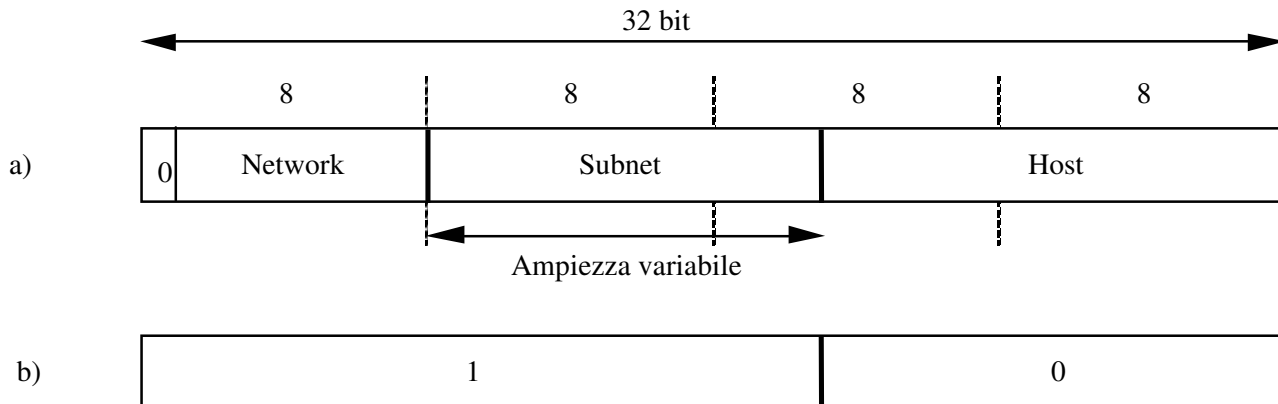 32 bit
8 8 8 8
a) 0 Network Subnet Host
Ampiezza variabile
b) 1 0